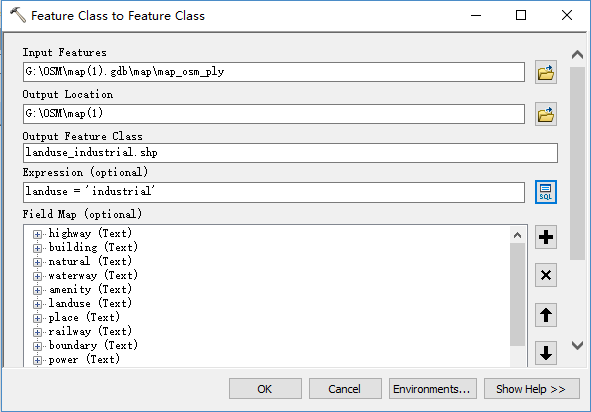 Feature Class to Feature Class
Input Features
G:\OSM\map(1).gdb\map\map_osm_ply
Output Location
G:\OSM\map(1)
Output Feature Class
landuse_industrial.shp
Expression (optional)
landuse = 'industrial'
SQL
Field Map (optional)
highway (Text)
building (Text)
natural (Text)
waterway (Text)
amenity (Text)
landuse (Text)
place (Text)
railway (Text)
boundary (Text)
power (Text)
OK
Cancel
Environments...
Show Help >>